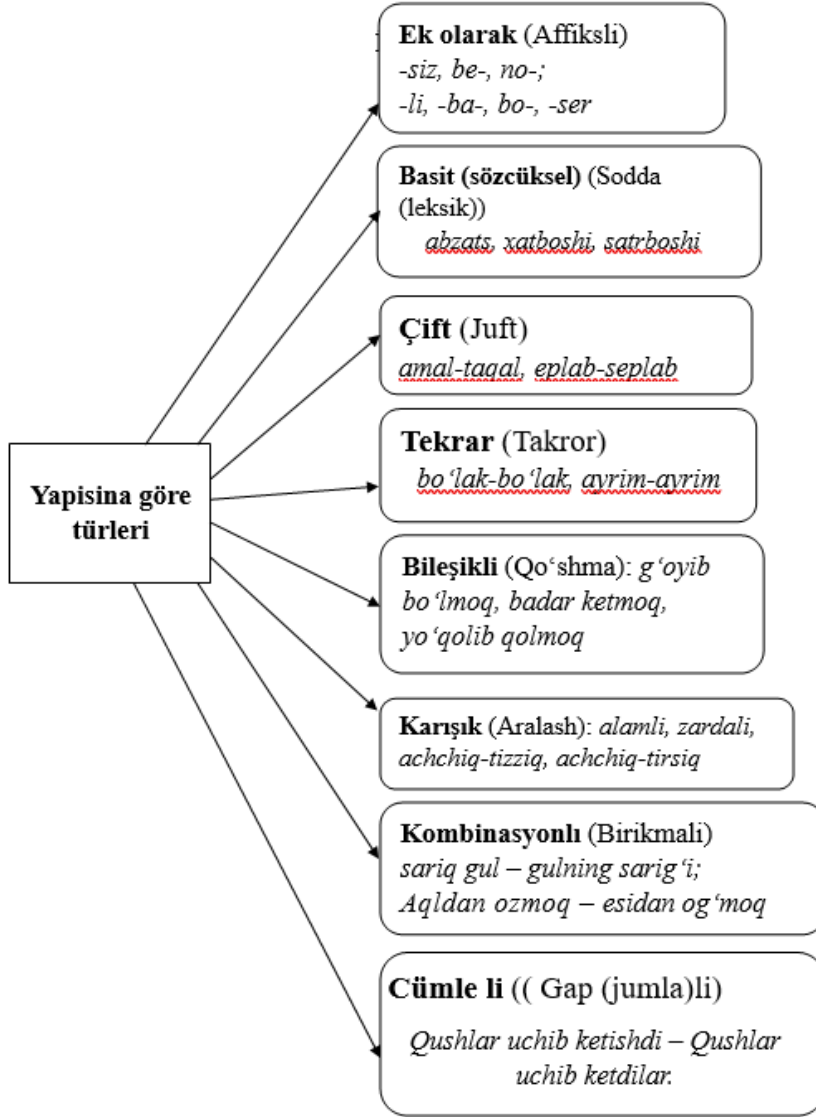 Ek olarak (Affiksli)
-siz, be-, no-;
-li, -ba-, bo-, -ser
Basit (sözcüksel) (Sodda
(leksik))
abzats, xatboshi, satrboshi
Çift (Juft)
amal-taqal, eplab-seplab
Tekrar (Takror)
bo‘lak-bo‘lak, ayrim-ayrim
Yapisina göre
türleri
Bileşikli (Qo‘shma): g‘oyib
bo‘lmoq, badar ketmoq,
yo‘qolib qolmoq
Karışık (Aralash): alamli, zardali,
achchiq-tizziq, achchiq-tirsiq
Kombinasyonlı (Birikmali)
sariq gul – gulning sarig‘i;
Aqldan ozmoq – esidan og‘moq
Cümle li (( Gap (jumla)li)
Qushlar uchib ketishdi – Qushlar
uchib ketdilar.